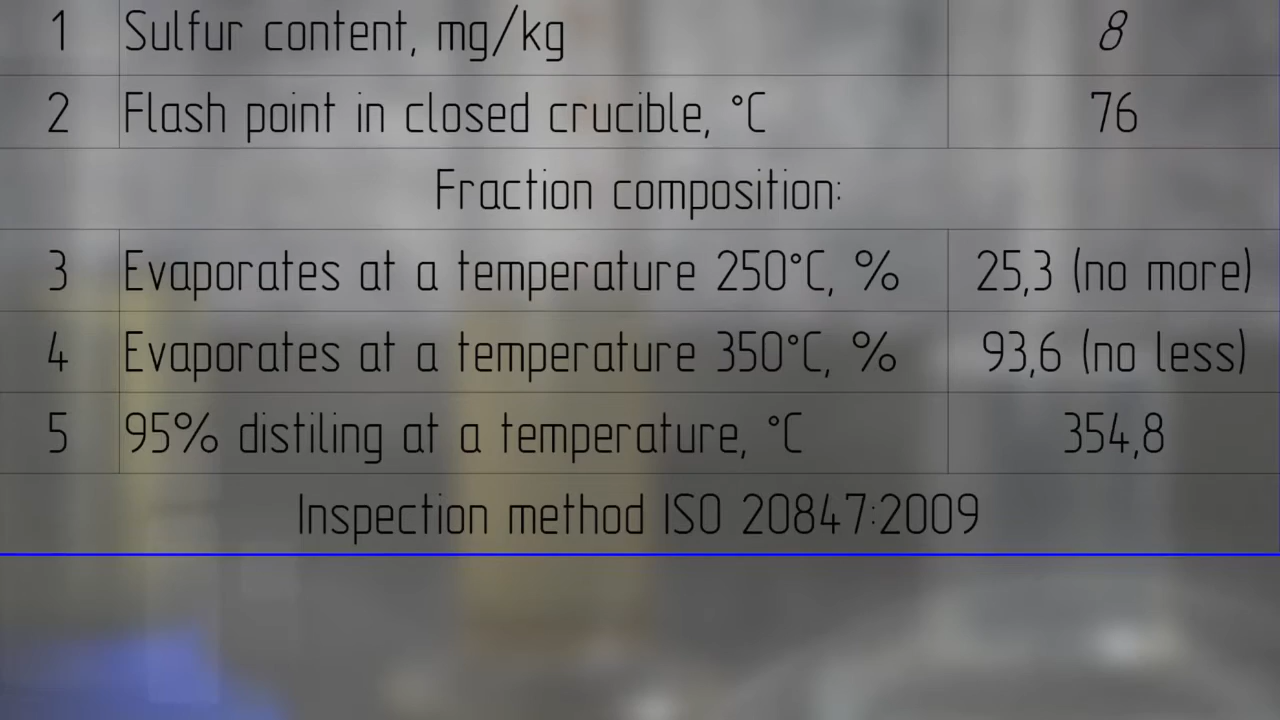 1 Sulfur content, mg/kg 8
2 Flash point in closed crucible, °C 76
Fraction composition:
3 Evaporates at a temperature 250°C, % 25,3 (no more)
4 Evaporates at a temperature 350°C, % 93,6 (no less)
5 95% distiling at a temperature, °C 354,8
Inspection method ISO 20847:2009